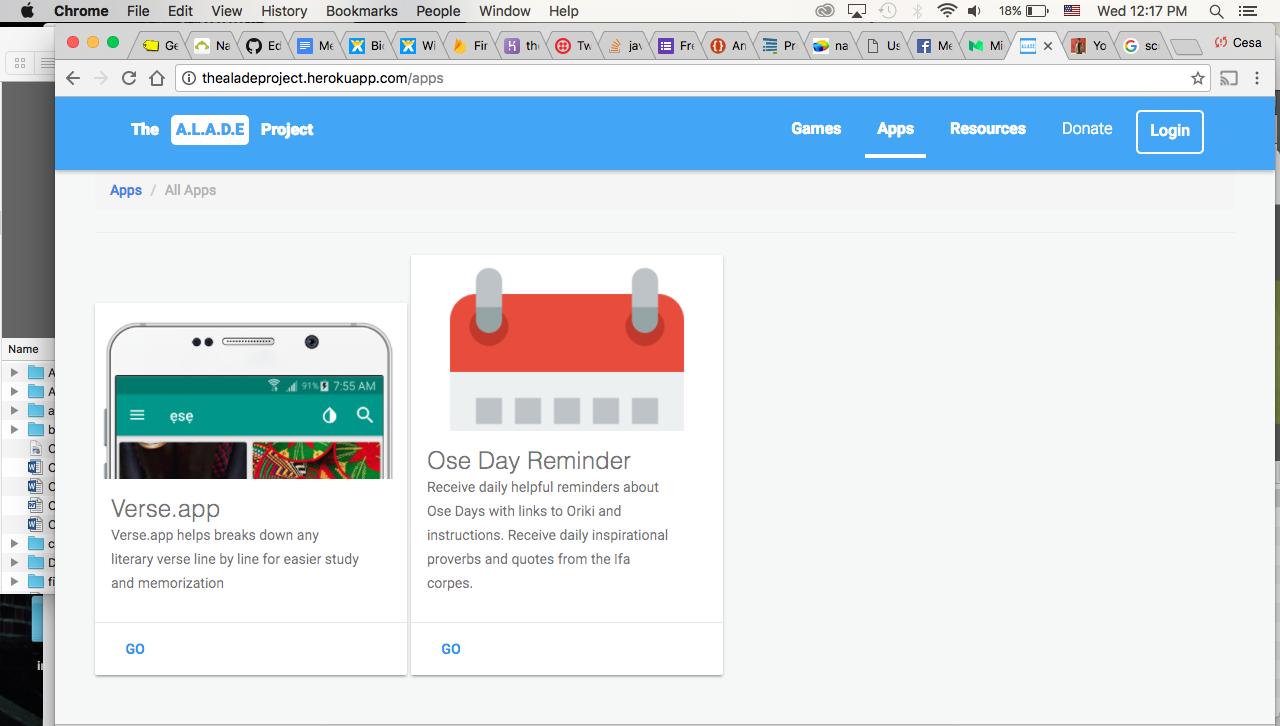 Chrome File Edit View History Bookmarks People Window Help 18% Wed 12:17 PM
Ge Na Ed Me Bi Wi Fir the Tw jav Fre An Pr na Us Me Mi Yo sc Cesa
thealadeproject.herokuapp.com/apps
The A.L.A.D.E Project Games Apps Resources Donate Login
Apps / All Apps
91% 7:55 AM
ẹsẹ
Verse.app
Verse.app helps breaks down any
literary verse line by line for easier study
and memorization
GO
Ose Day Reminder
Receive daily helpful reminders about
Ose Days with links to Oriki and
instructions. Receive daily inspirational
proverbs and quotes from the Ifa
corpes.
GO
Name